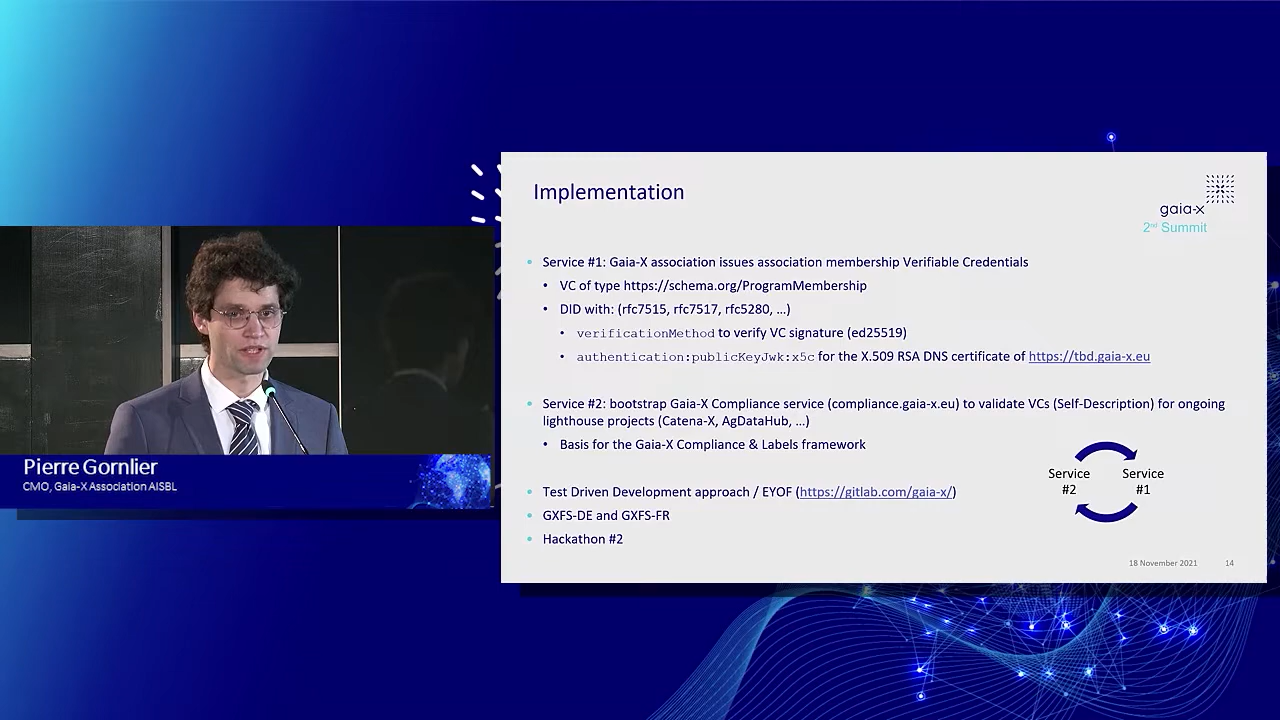 Implementation
gaia-x
2nd Summit
Service #1: Gaia-X association issues association membership Verifiable Credentials
VC of type https://schema.org/ProgramMembership
DID with: (rfc7515, rfc7517, rfc5280, ...)
verificationMethod to verify VC signature (ed25519)
authentication:publicKeyJwk:x5c for the X.509 RSA DNS certificate of https://tbd.gaia-x.eu
Service #2: bootstrap Gaia-X Compliance service (compliance.gaia-x.eu) to validate VCs (Self-Description) for ongoing
lighthouse projects (Catena-X, AgDataHub, ...)
Basis for the Gaia-X Compliance & Labels framework
Service
#2
Service
#1
Test Driven Development approach / EYOF (https://gitlab.com/gaia-x/)
GXFS-DE and GXFS-FR
Hackathon #2
18 November 2021
14
Pierre Gornlier
CMO, Gaia-X Association AISBL